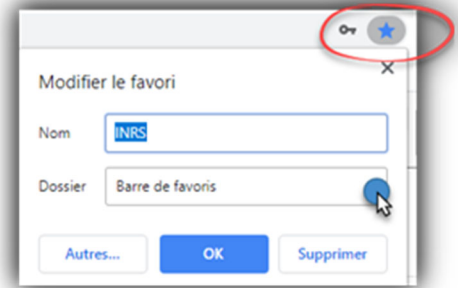 Modifier le favori
Nom INRS
Dossier Barre de favoris
Autres... OK Supprimer